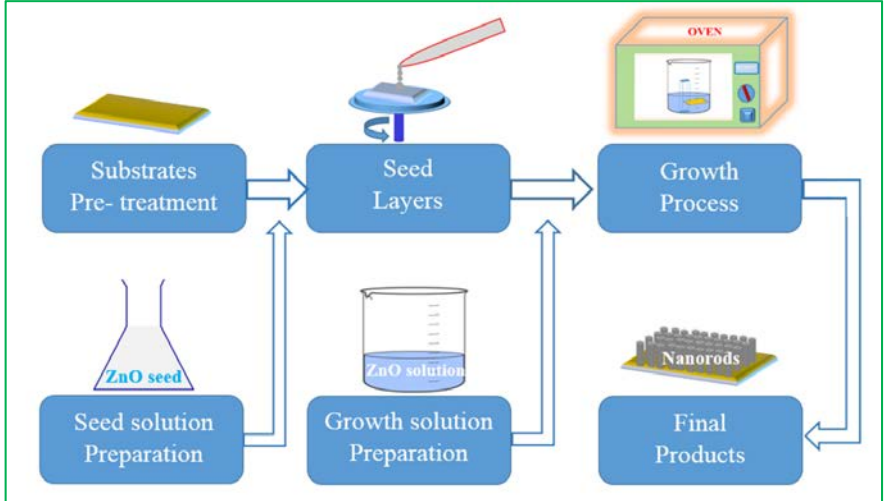 OVEN
Substrates
Pre- treatment
Seed
Layers
Growth
Process
ZnO seed
ZnO solution
Nanorods
Seed solution
Preparation
Growth solution
Preparation
Final
Products